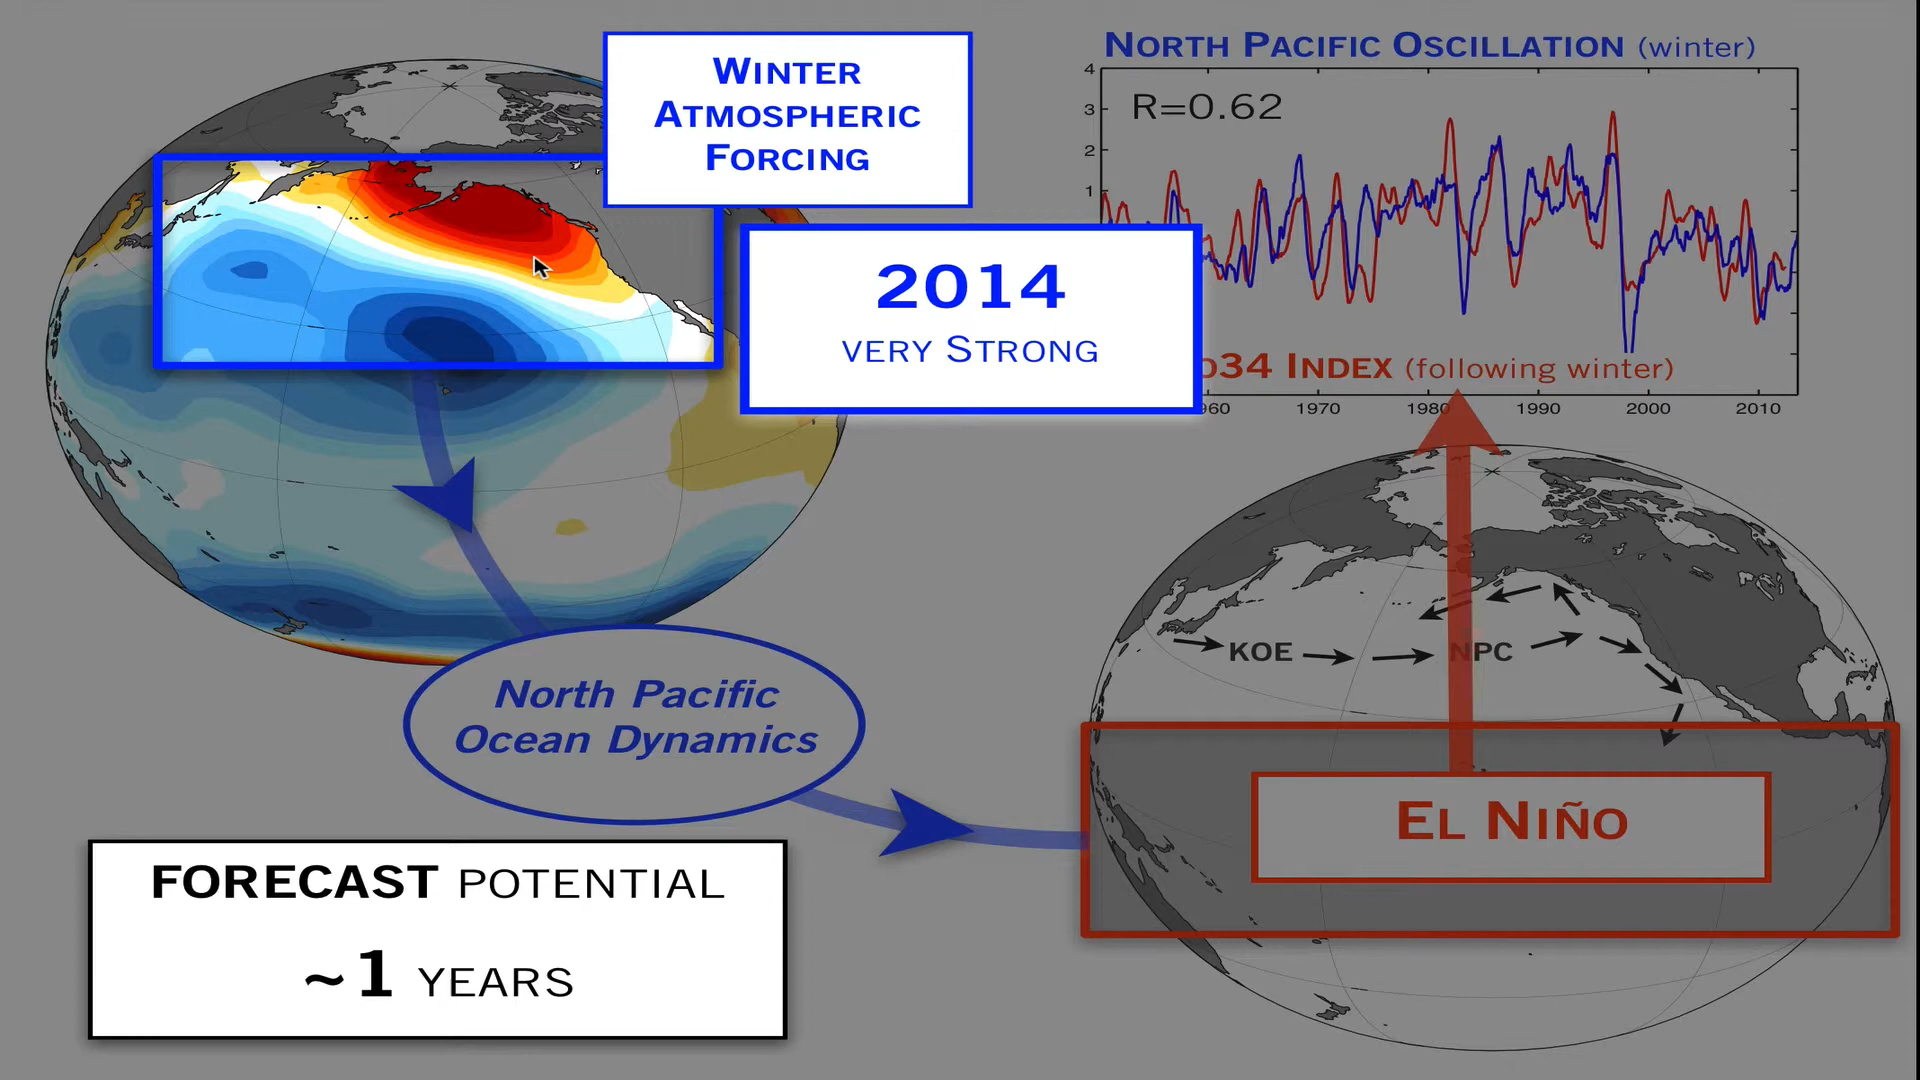 WINTER
ATMOSPHERIC
FORCING
NORTH PACIFIC OSCILLATION (winter)
R=0.62
4
3
2
1
2014
VERY STRONG
034 INDEX (following winter)
60 1970 1980 1990 2000 2010
KOE NPC
North Pacific
Ocean Dynamics
EL NIÑO
FORECAST POTENTIAL
~1 YEARS